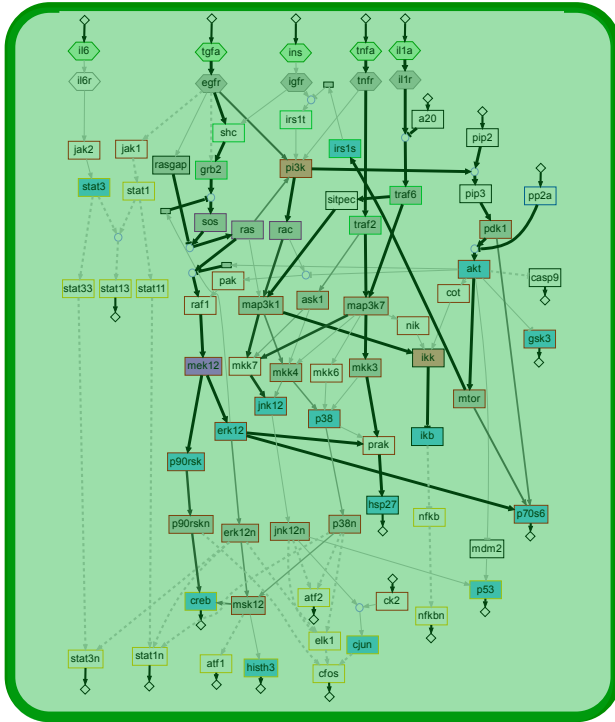 il6
tgfa
ins
tnfa
il1a
il6r
egfr
igfr
tnfr
il1r
irs1t
a20
shc
pip2
jak2
jak1
irs1s
rasgap
grb2
pi3k
stat3
stat1
sitpec
traf6
pip3
pp2a
sos
ras
rac
traf2
pdk1
akt
pak
casp9
stat33
stat13
stat11
raf1
map3k1
ask1
map3k7
cot
nik
gsk3
mek12
mkk7
mkk4
mkk6
mkk3
ikk
jnk12
p38
mtor
erk12
prak
ikb
p90rsk
hsp27
p90rskn
erk12n
jnk12n
p38n
nfkb
p70s6
mdm2
creb
msk12
atf2
ck2
p53
nfkbn
stat3n
stat1n
atf1
histh3
elk1
cjun
cfos